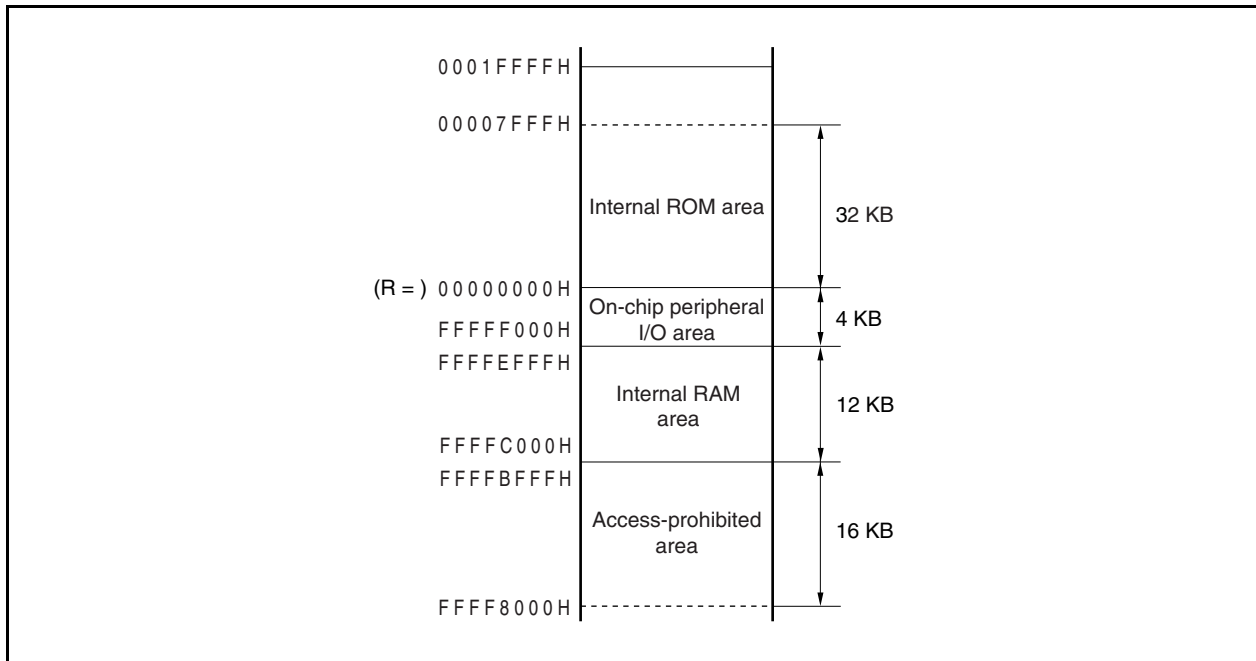 0001FFFFH
00007FFFH
Internal ROM area
32 KB
(R = ) 00000000H
On-chip peripheral
I/O area
4 KB
FFFFF000H
FFFFEFFFH
Internal RAM
area
12 KB
FFFFC000H
FFFFBFFFH
Access-prohibited
area
16 KB
FFFF8000H